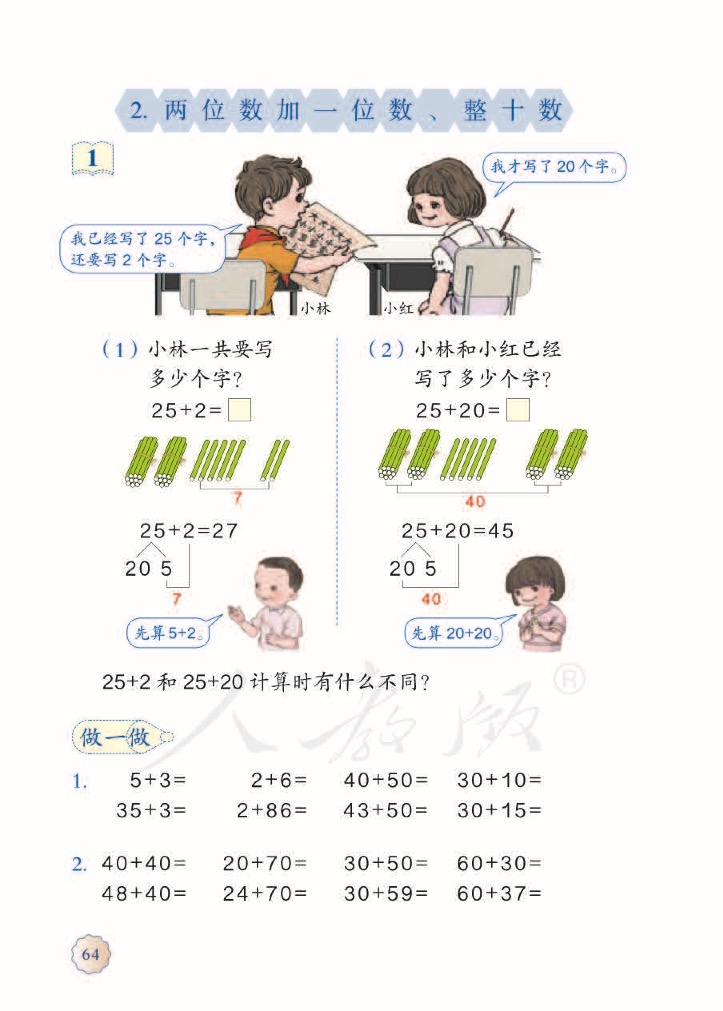 2. 两位数加一位数、整十数
1
我才写了 20 个字。
我已经写了 25 个字，
还要写 2 个字。
小林
小红
（1）小林一共要写
多少个字？
25+2=
7
25+2=27
20 5
7
先算5+2。
（2）小林和小红已经
写了多少个字？
25+20=
40
25+20=45
20 5
40
先算 20+20。
25+2 和 25+20 计算时有什么不同？
人教版®
做一做
1. 5+3= 2+6= 40+50= 30+10=
35+3= 2+86= 43+50= 30+15=
2. 40+40= 20+70= 30+50= 60+30=
48+40= 24+70= 30+59= 60+37=
64